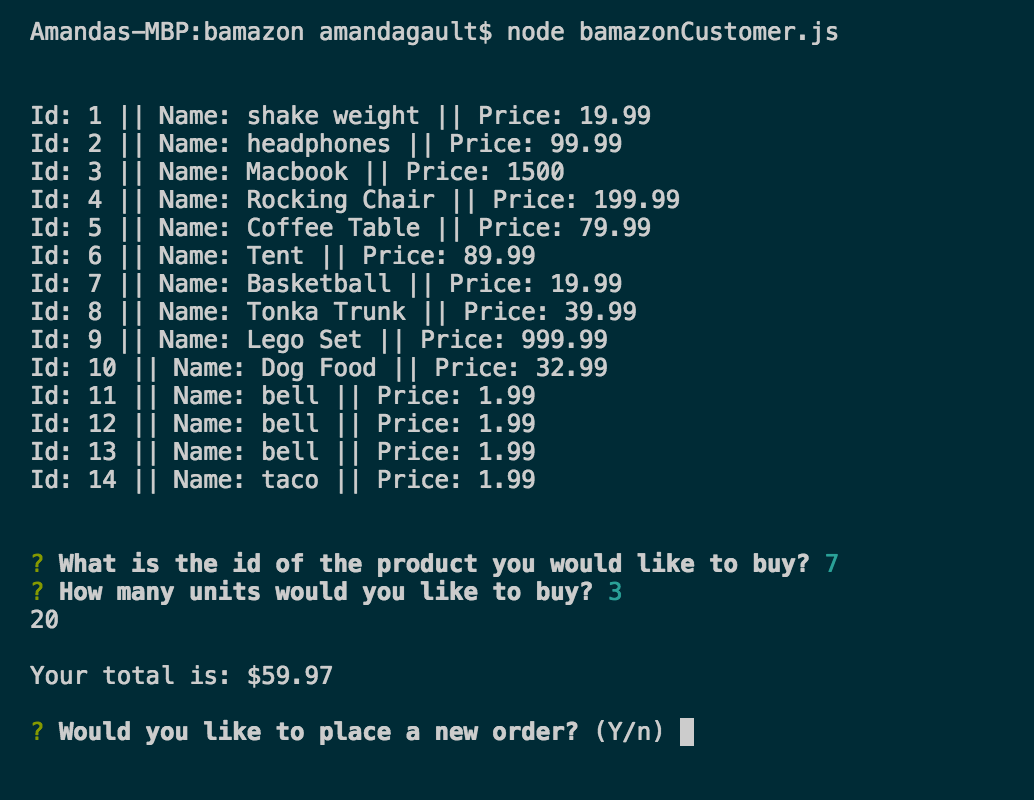 Amandas-MBP:bamazon amandagault$ node bamazonCustomer.js
Id: 1 || Name: shake weight || Price: 19.99
Id: 2 || Name: headphones || Price: 99.99
Id: 3 || Name: Macbook || Price: 1500
Id: 4 || Name: Rocking Chair || Price: 199.99
Id: 5 || Name: Coffee Table || Price: 79.99
Id: 6 || Name: Tent || Price: 89.99
Id: 7 || Name: Basketball || Price: 19.99
Id: 8 || Name: Tonka Trunk || Price: 39.99
Id: 9 || Name: Lego Set || Price: 999.99
Id: 10 || Name: Dog Food || Price: 32.99
Id: 11 || Name: bell || Price: 1.99
Id: 12 || Name: bell || Price: 1.99
Id: 13 || Name: bell || Price: 1.99
Id: 14 || Name: taco || Price: 1.99
? What is the id of the product you would like to buy? 7
? How many units would you like to buy? 3
20
Your total is: $59.97
? Would you like to place a new order? (Y/n)